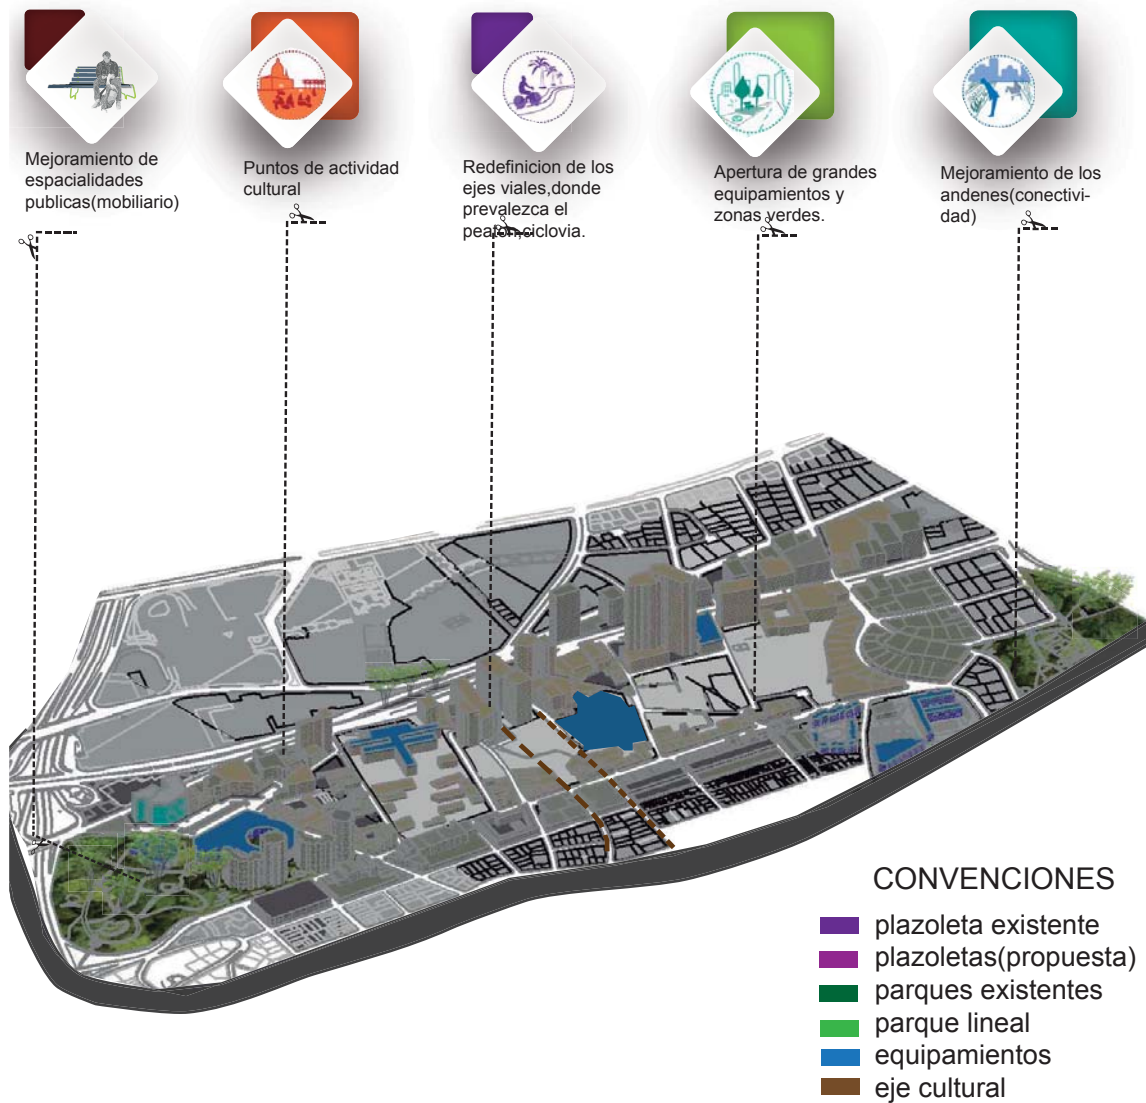 Mejoramiento de
espacialidades
publicas(mobiliario)
Puntos de actividad
cultural
Redefinicion de los
ejes viales,donde
prevalezca el
peatón,ciclovia.
Apertura de grandes
equipamientos y
zonas verdes.
Mejoramiento de los
andenes(conectivi-
dad)
CONVENCIONES
plazoleta existente
plazoletas(propuesta)
parques existentes
parque lineal
equipamientos
eje cultural